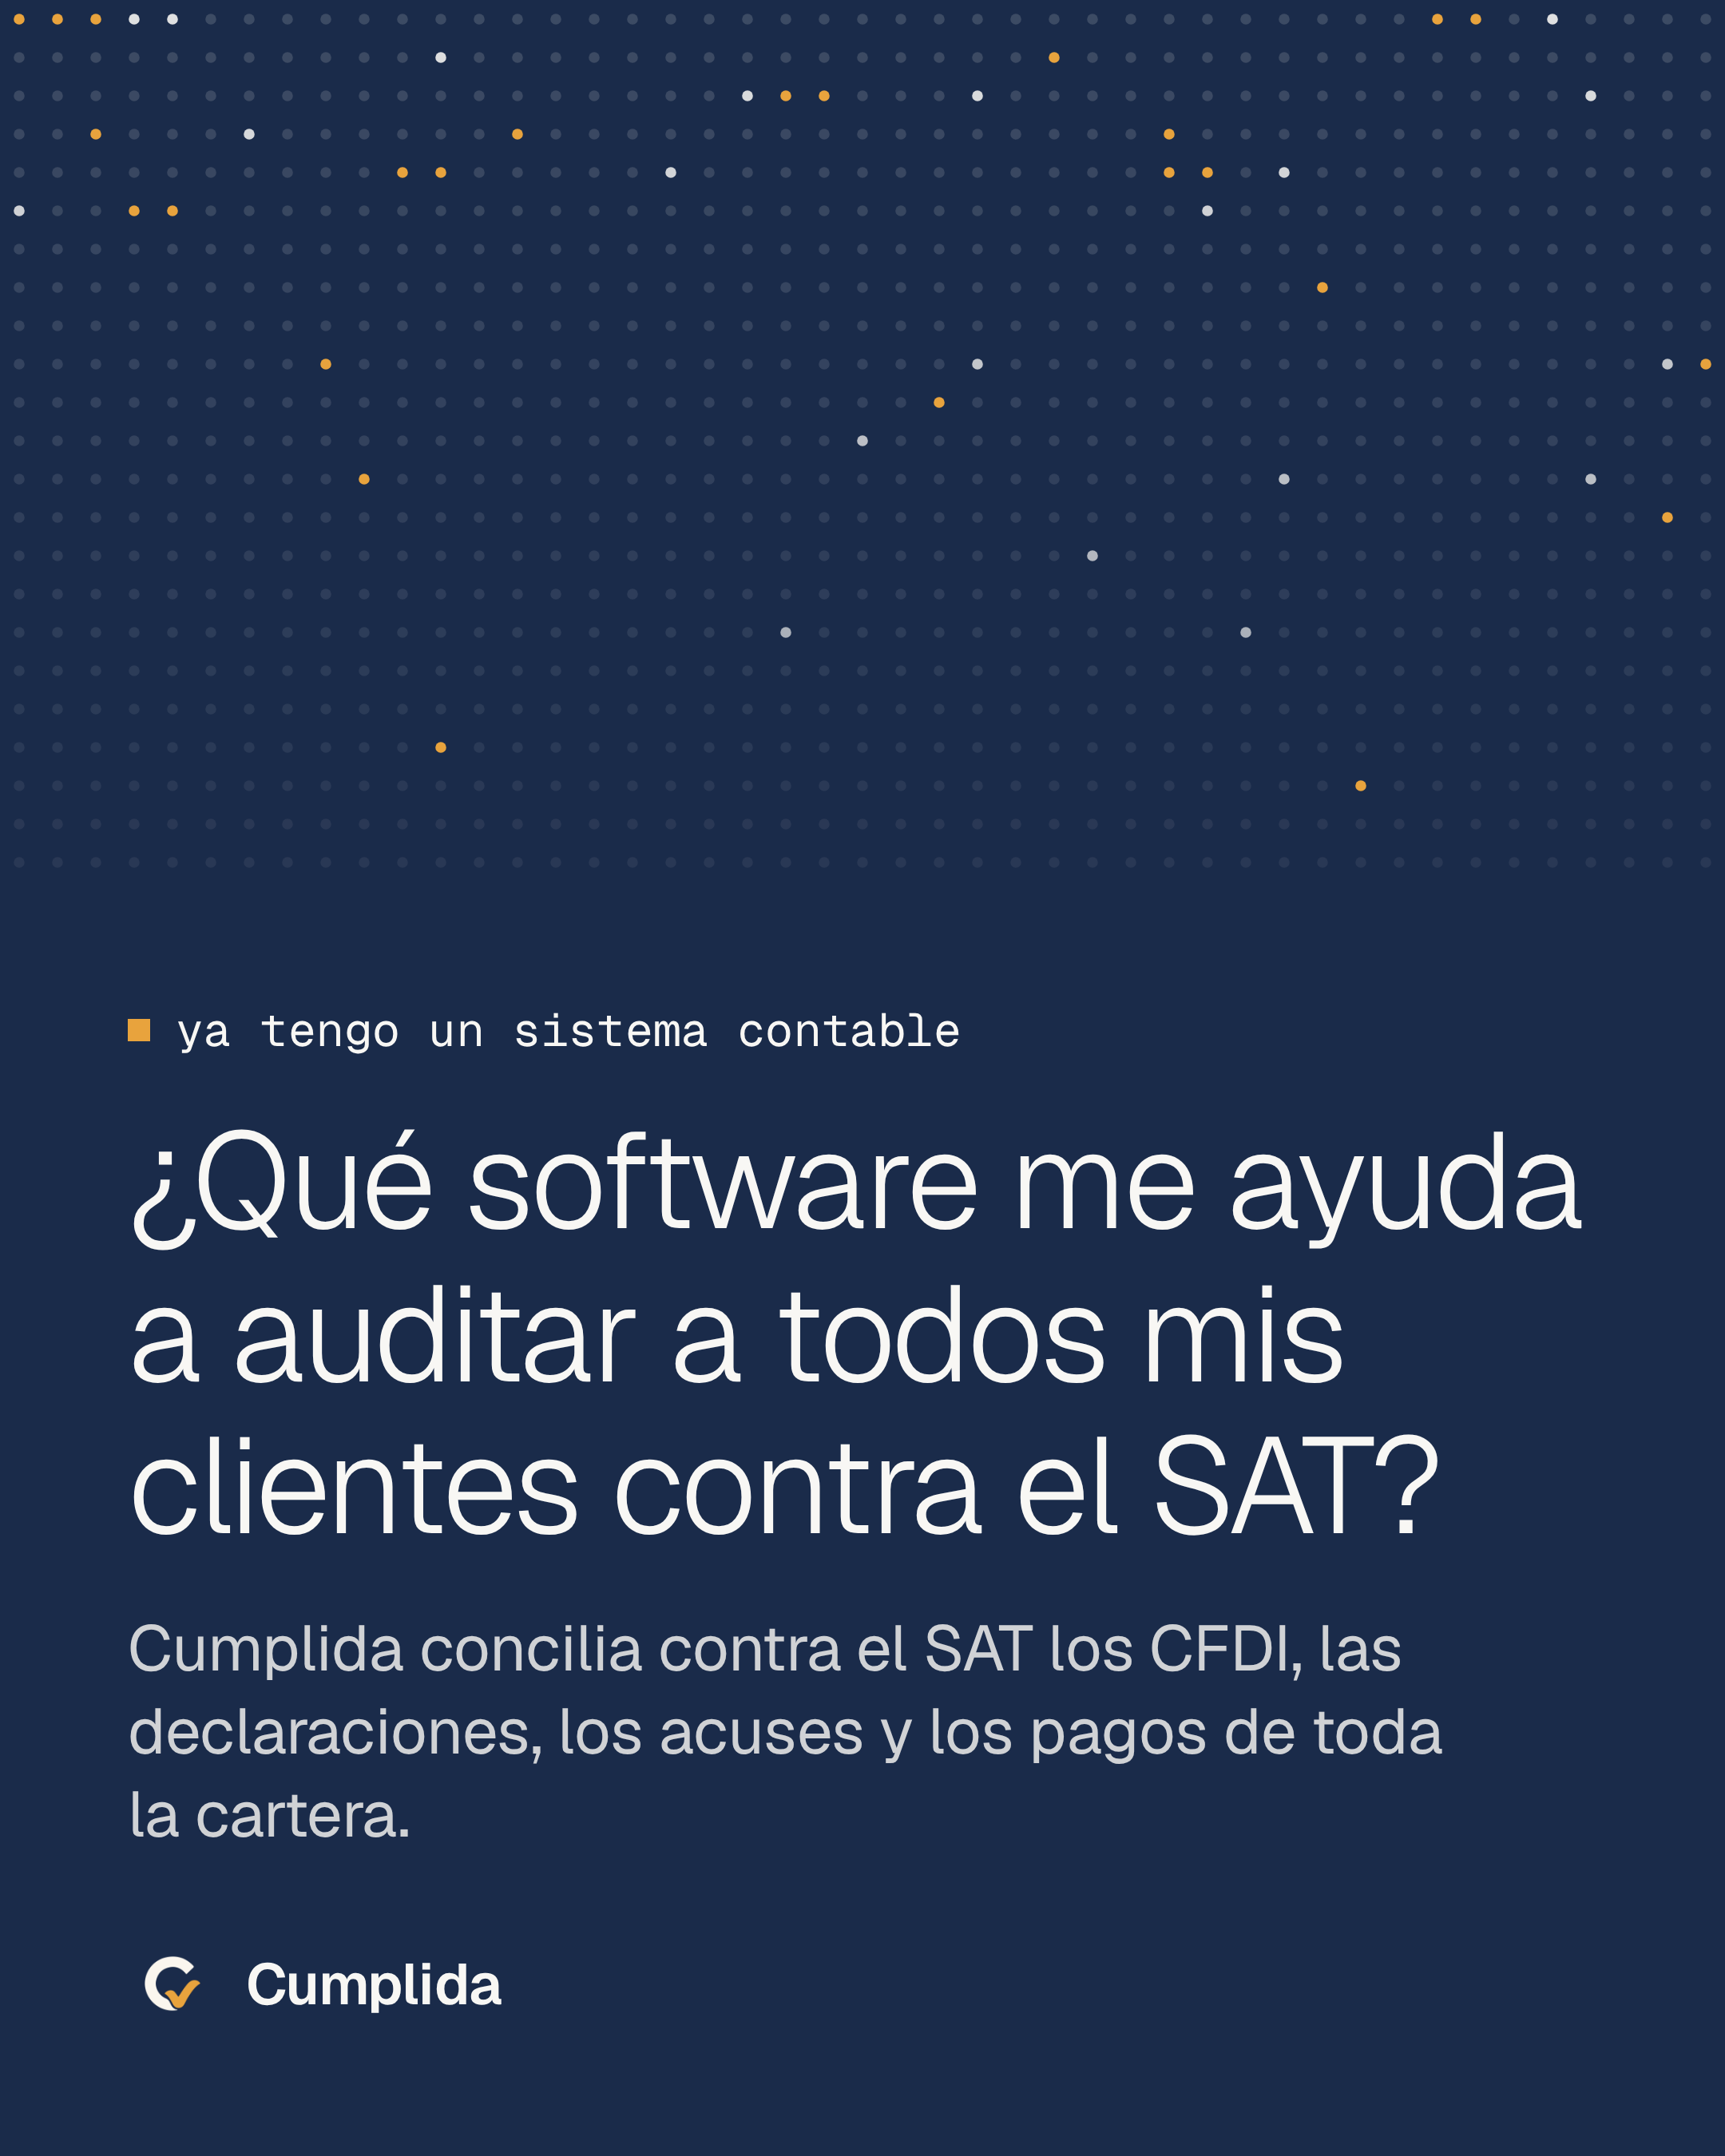 ya tengo un sistema contable
¿Qué software me ayuda
a auditar a todos mis
clientes contra el SAT?
Cumplida concilia contra el SAT los CFDI, las
declaraciones, los acuses y los pagos de toda
la cartera.
Cumplida